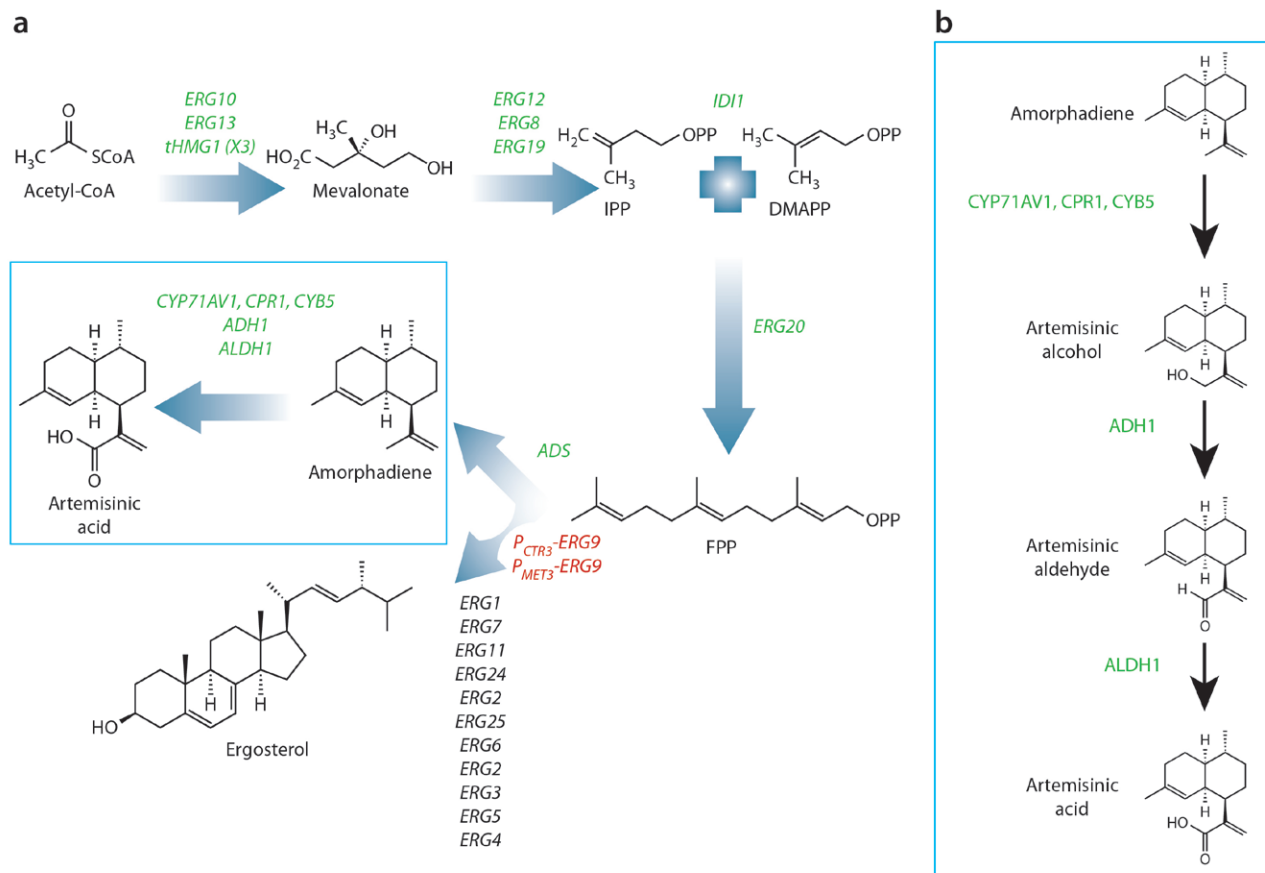 a
ERG10
ERG13
tHMG1 (X3)
O
H3C
SCoA
Acetyl-CoA
H3C
OH
HO2C
OH
Mevalonate
ERG12
ERG8
ERG19
H2C
OPP
CH3
IPP
IDI1
H3C
OPP
CH3
DMAPP
CYP71AV1, CPR1, CYB5
ADH1
ALDH1
H
H
HO
O
Artemisinic
acid
H
H
Amorphadiene
ERG20
ADS
OPP
FPP
PCTR3-ERG9
PMET3-ERG9
ERG1
ERG7
ERG11
ERG24
ERG2
ERG25
ERG6
ERG2
ERG3
ERG5
ERG4
H
H
HO
Ergosterol
b
Amorphadiene
H
H
CYP71AV1, CPR1, CYB5
Artemisinic
alcohol
H
H
HO
ADH1
Artemisinic
aldehyde
H
H
H
O
ALDH1
Artemisinic
acid
H
H
HO
O